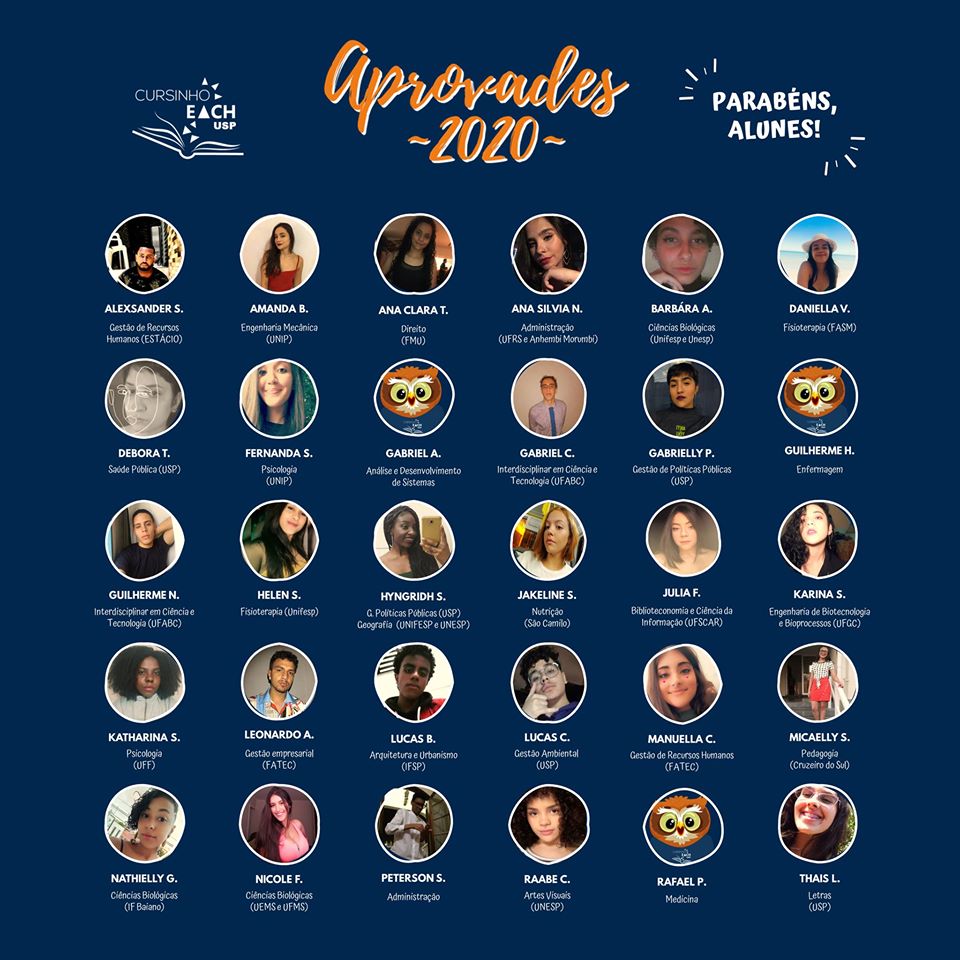 CURSINHO
EACH
USP
Aprovades
~2020~
PARABÉNS,
ALUNES!
ALEXSANDER S.
Gestão de Recursos
Humanos (ESTÁCIO)
AMANDA B.
Engenharia Mecânica
(UNIP)
ANA CLARA T.
Direito
(FMU)
ANA SILVIA N.
Administração
(UFRS e Anhembi Morumbi)
BARBÁRA A.
Ciências Biológicas
(Unifesp e Unesp)
DANIELLA V.
Fisioterapia (FASM)
DEBORA T.
Saúde Pública (USP)
FERNANDA S.
Psicologia
(UNIP)
GABRIEL A.
Análise e Desenvolvimento
de Sistemas
GABRIEL C.
Interdisciplinar em Ciência e
Tecnologia (UFABC)
GABRIELLY P.
Gestão de Políticas Públicas
(USP)
GUILHERME H.
Enfermagem
GUILHERME N.
Interdisciplinar em Ciência e
Tecnologia (UFABC)
HELEN S.
Fisioterapia (Unifesp)
HYNGRIDH S.
G. Políticas Públicas (USP)
Geografia (UNIFESP e UNESP)
JAKELINE S.
Nutrição
(São Camilo)
JULIA F.
Biblioteconomia e Ciência da
Informação (UFSCAR)
KARINA S.
Engenharia de Biotecnologia
e Bioprocessos (UFGC)
KATHARINA S.
Psicologia
(UFF)
LEONARDO A.
Gestão empresarial
(FATEC)
LUCAS B.
Arquitetura e Urbanismo
(IFSP)
LUCAS C.
Gestão Ambiental
(USP)
MANUELLA C.
Gestão de Recursos Humanos
(FATEC)
MICAELLY S.
Pedagogia
(Cruzeiro do Sul)
NATHIELLY G.
Ciências Biológicas
(IF Baiano)
NICOLE F.
Ciências Biológicas
(UEMS e UFMS)
PETERSON S.
Administração
RAABE C.
Artes Visuais
(UNESP)
RAFAEL P.
Medicina
THAIS L.
Letras
(USP)